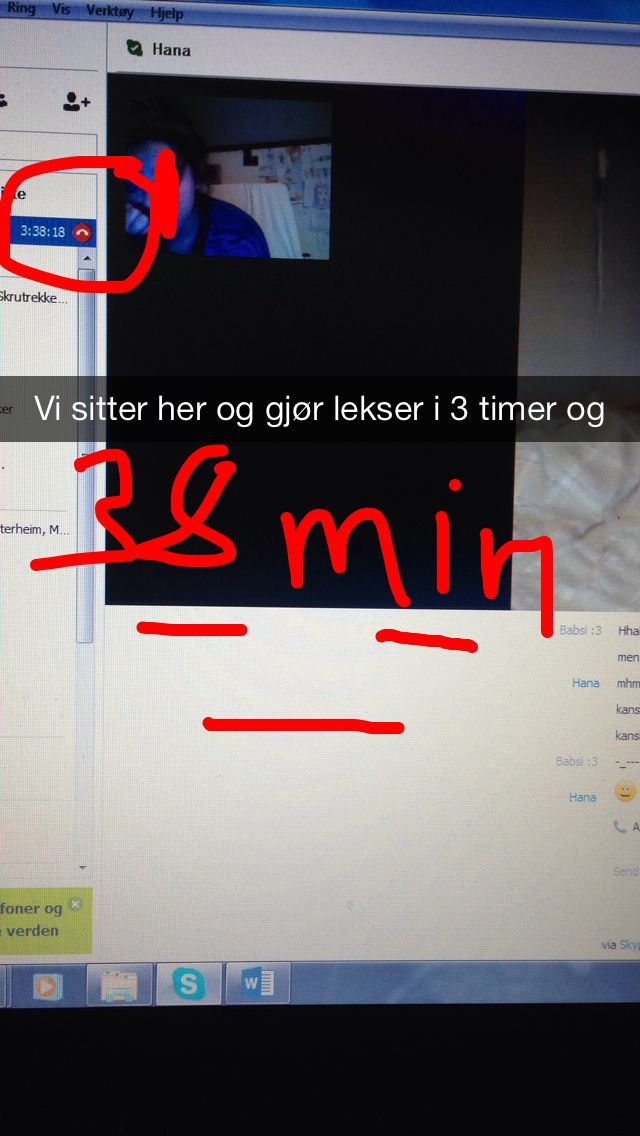 Ring Vis Verktøy Hjelp
Hana
3:38:18
Skrutrekke...
Vi sitter her og gjør lekser i 3 timer og
38 min
terheim, M...
Babsi :3 Hha
men
Hana mhm
kans
kans
Babsi :3 -_---
Hana
A
Send
foner og
verden
via Sky
S
W